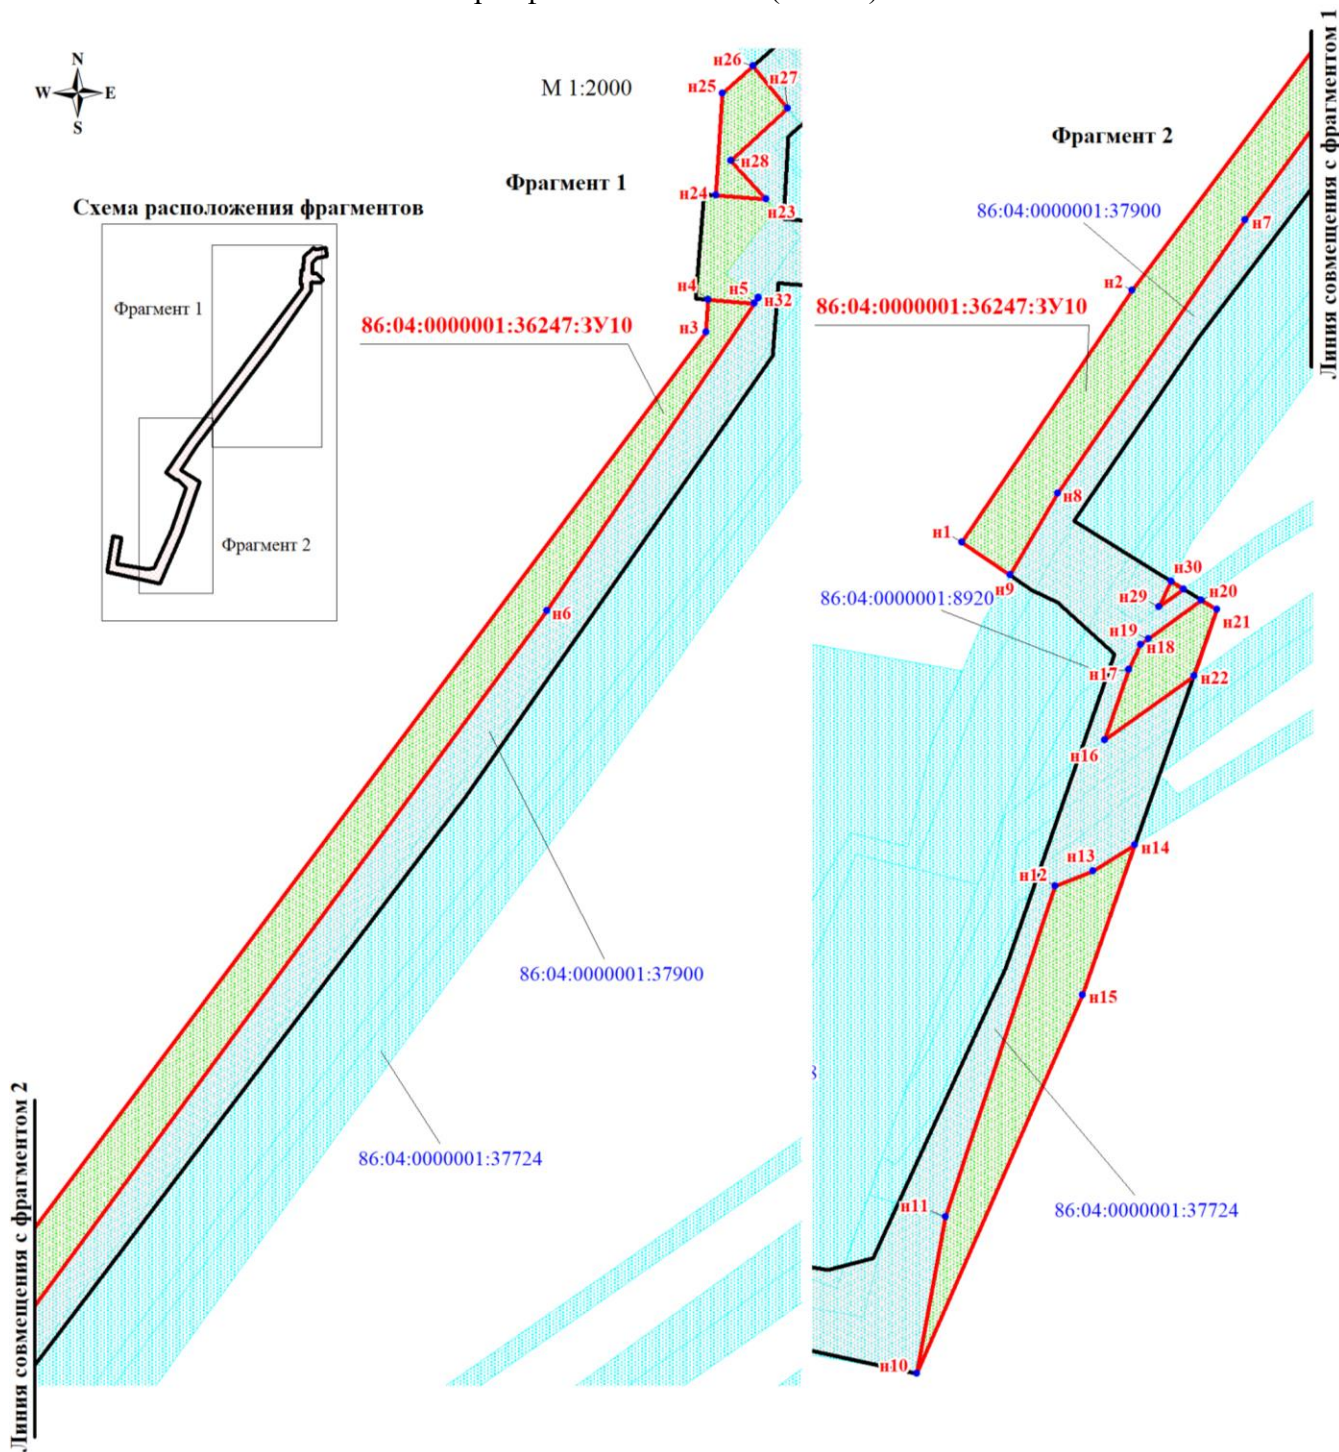 N
W E
S
М 1:2000
Фрагмент 1
Схема расположения фрагментов
Фрагмент 1
Фрагмент 2
н26
н27
н25
н28
н24
н23
н4
н5
н32
н3
86:04:0000001:36247:ЗУ10
н6
86:04:0000001:37900
86:04:0000001:37724
Линия совмещения с фрагментом 2
Фрагмент 2
Линия совмещения с фрагментом 1
86:04:0000001:37900
н7
н2
86:04:0000001:36247:ЗУ10
н8
н1
н9
н30
н29
н20
н21
86:04:0000001:8920
н19
н18
н17
н22
н16
н14
н13
н12
н15
8
н11
86:04:0000001:37724
н10